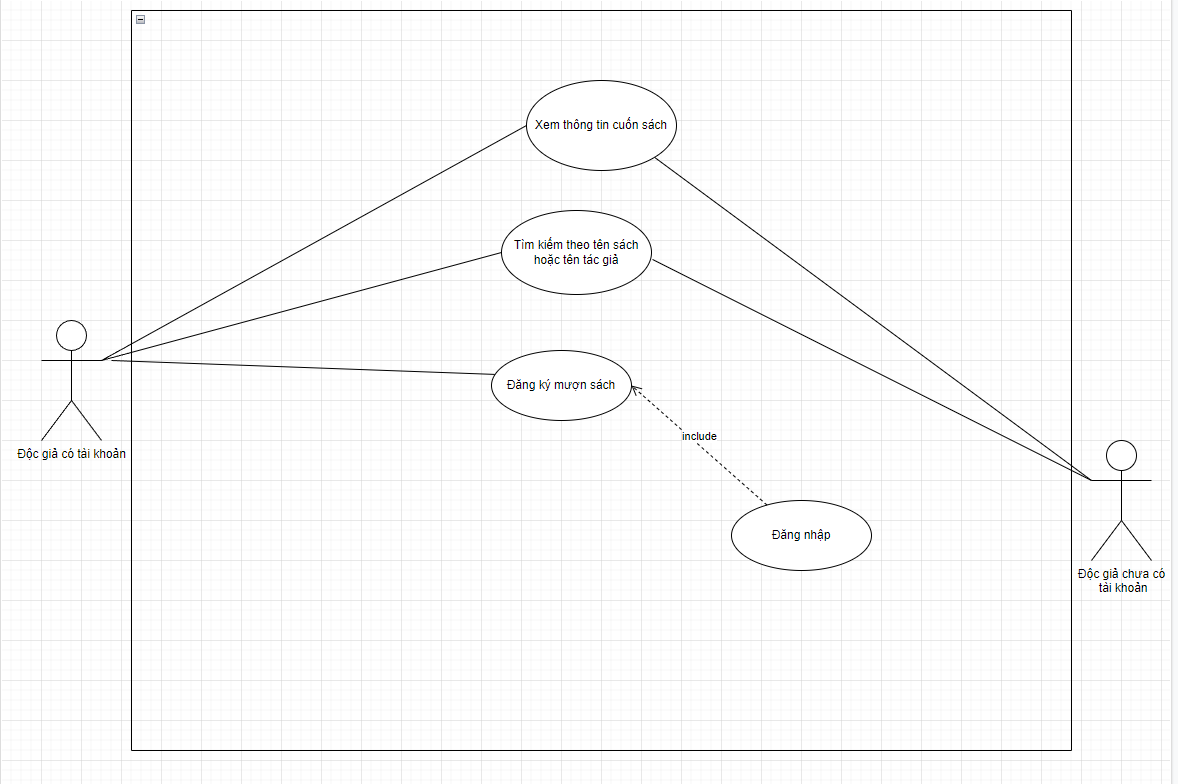 Xem thông tin cuốn sách
Tìm kiếm theo tên sách
hoặc tên tác giả
Đăng ký mượn sách
include
Độc giả có tài khoản
Đăng nhập
Độc giả chưa có
tài khoản